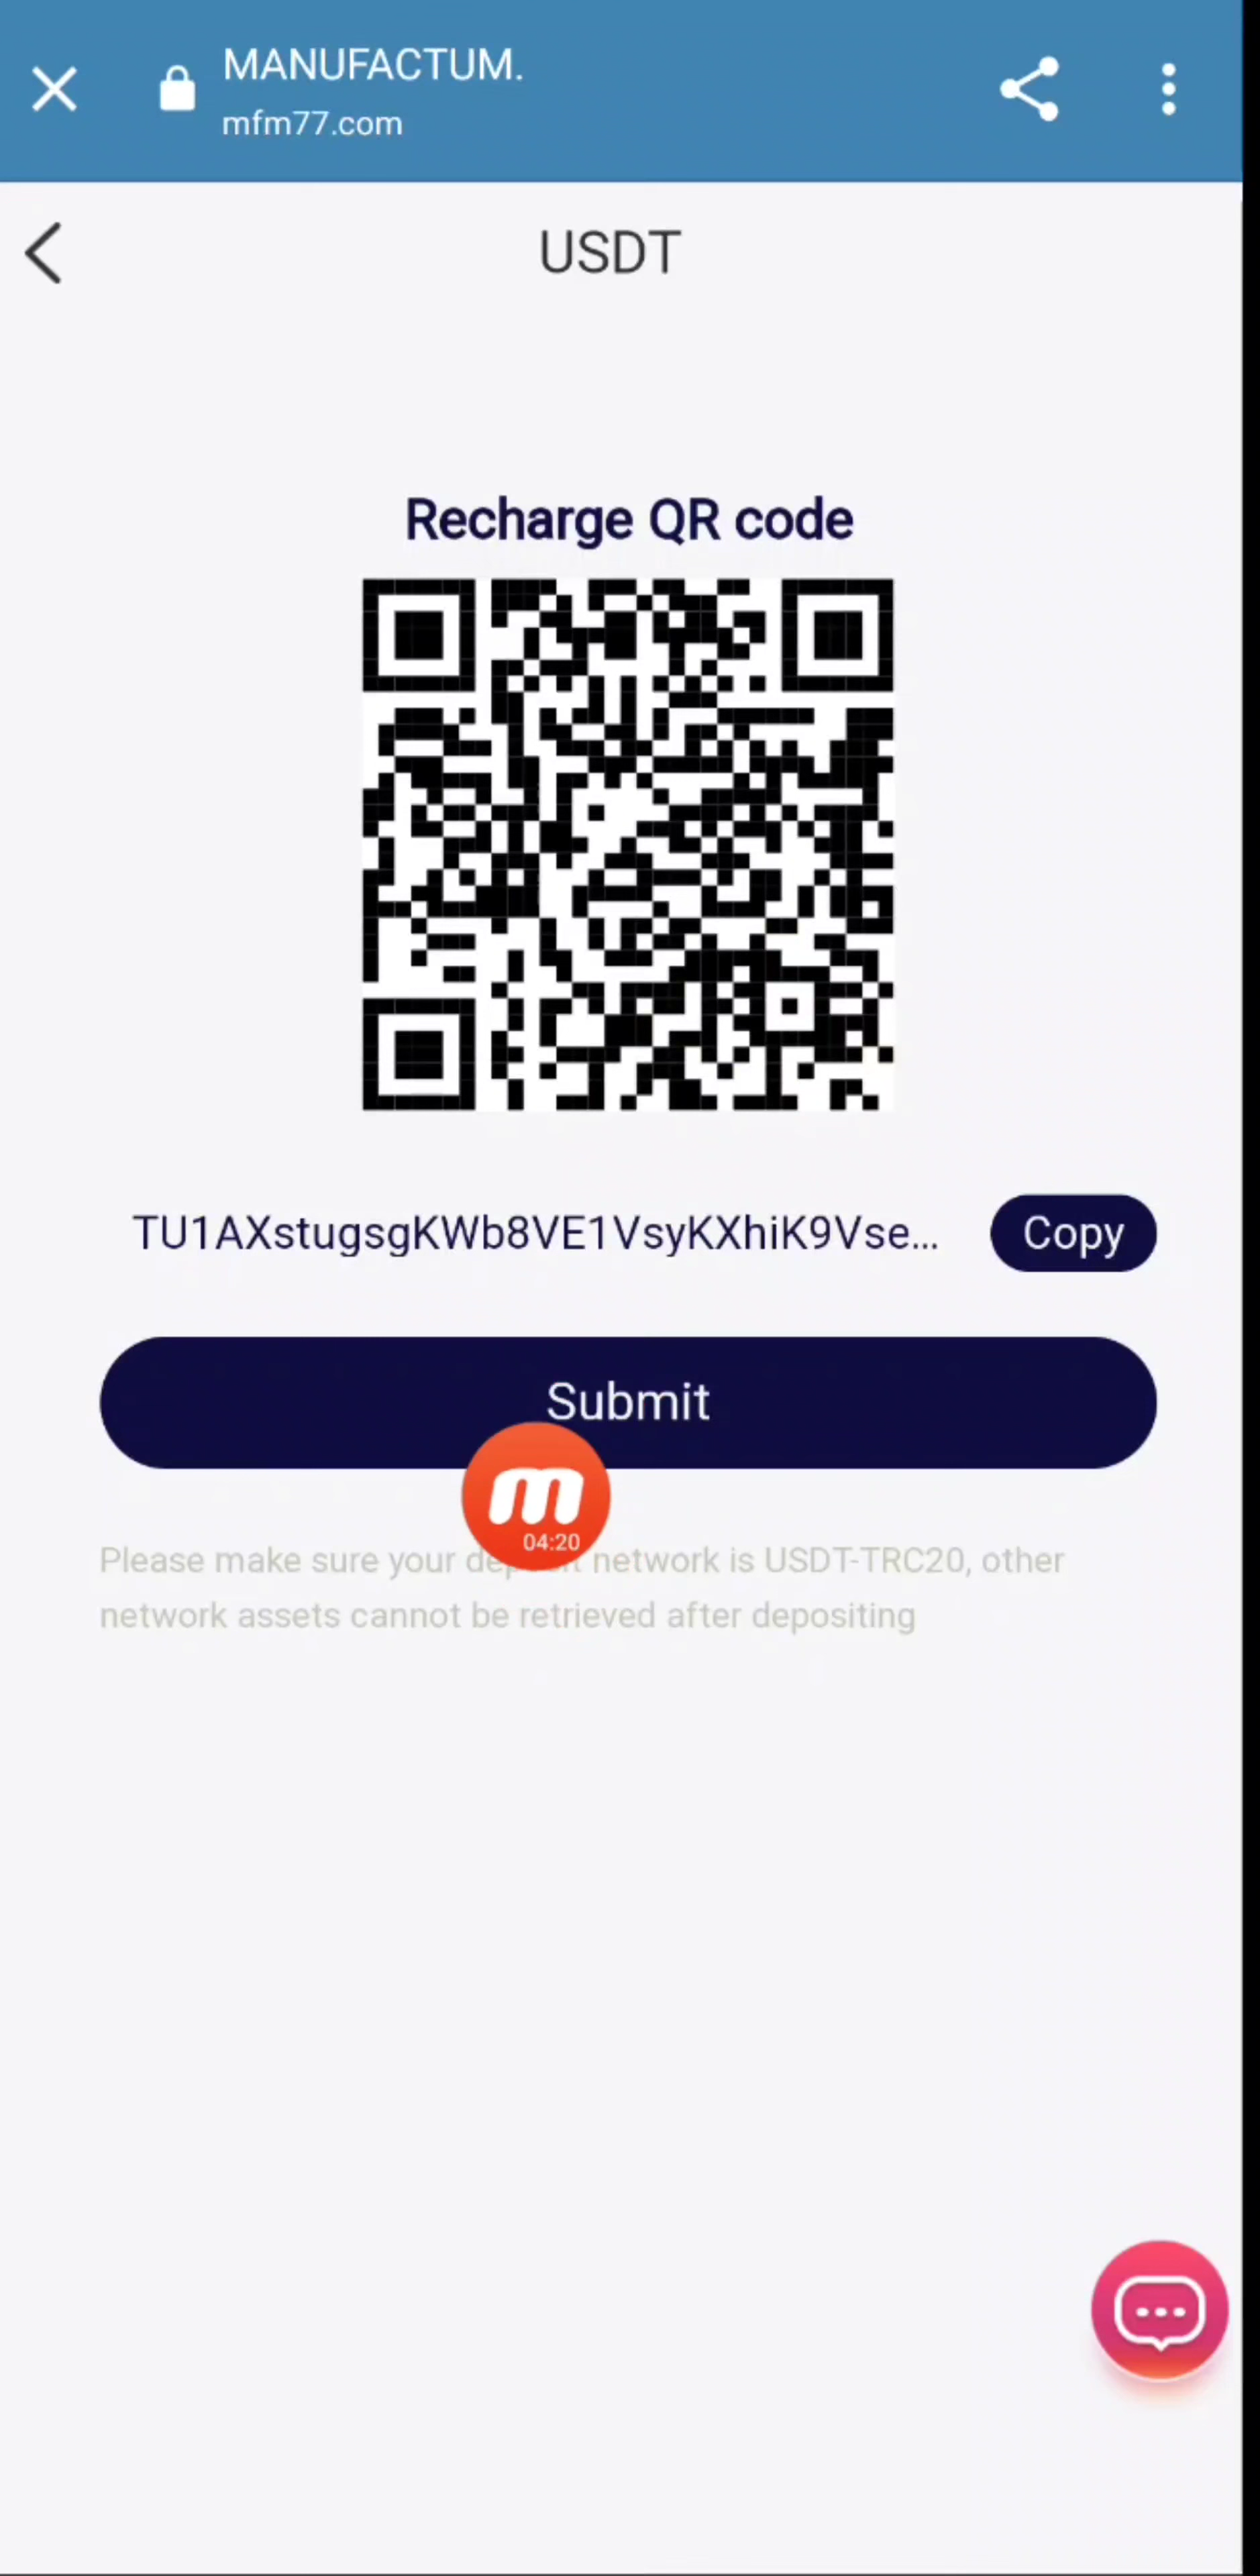 MANUFACTUM.
mfm77.com
USDT
Recharge QR code
TU1AXstugsgKWb8VE1VsyKXhiK9Vse...
Copy
Submit
m
04:20
Please make sure your network is USDT-TRC20, other
network assets cannot be retrieved after depositing